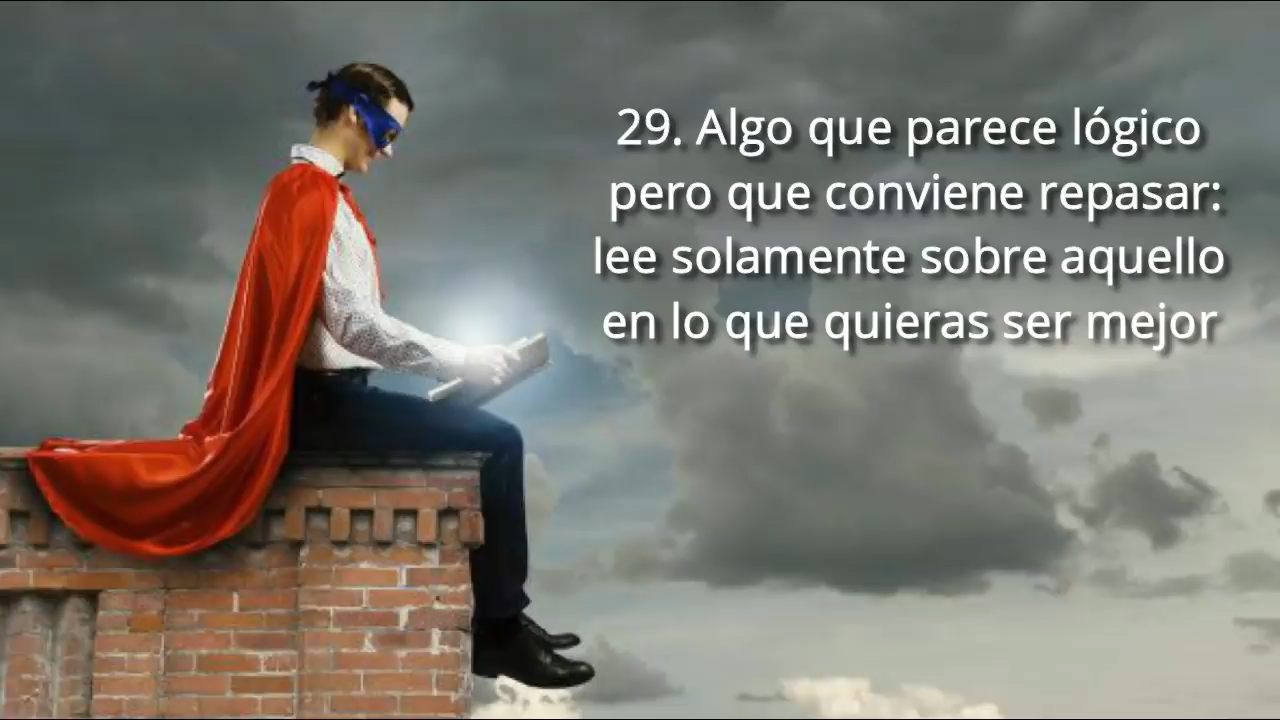 29. Algo que parece lógico
pero que conviene repasar:
lee solamente sobre aquello
en lo que quieras ser mejor